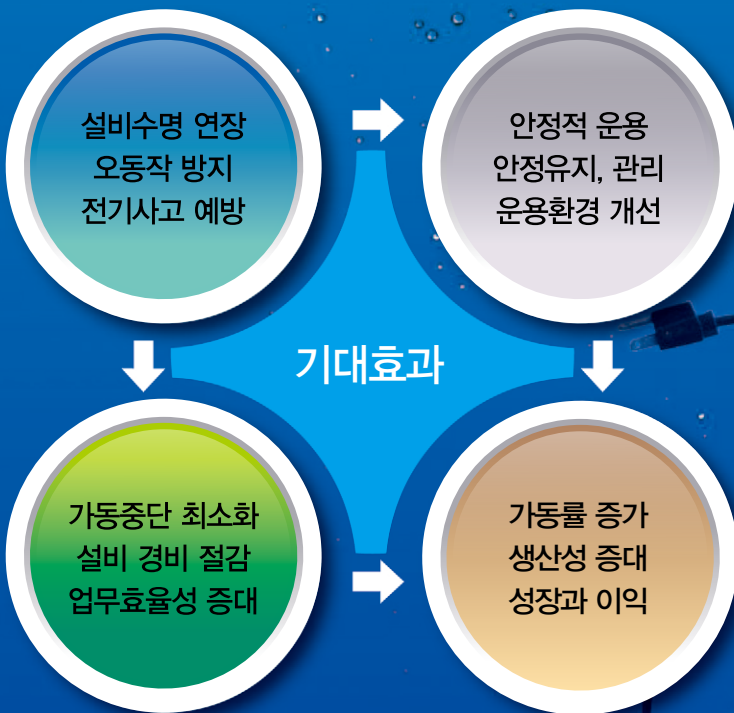 설비수명 연장
오동작 방지
전기사고 예방
안정적 운용
안정유지, 관리
운용환경 개선
기대효과
가동중단 최소화
설비 경비 절감
업무효율성 증대
가동률 증가
생산성 증대
성장과 이익